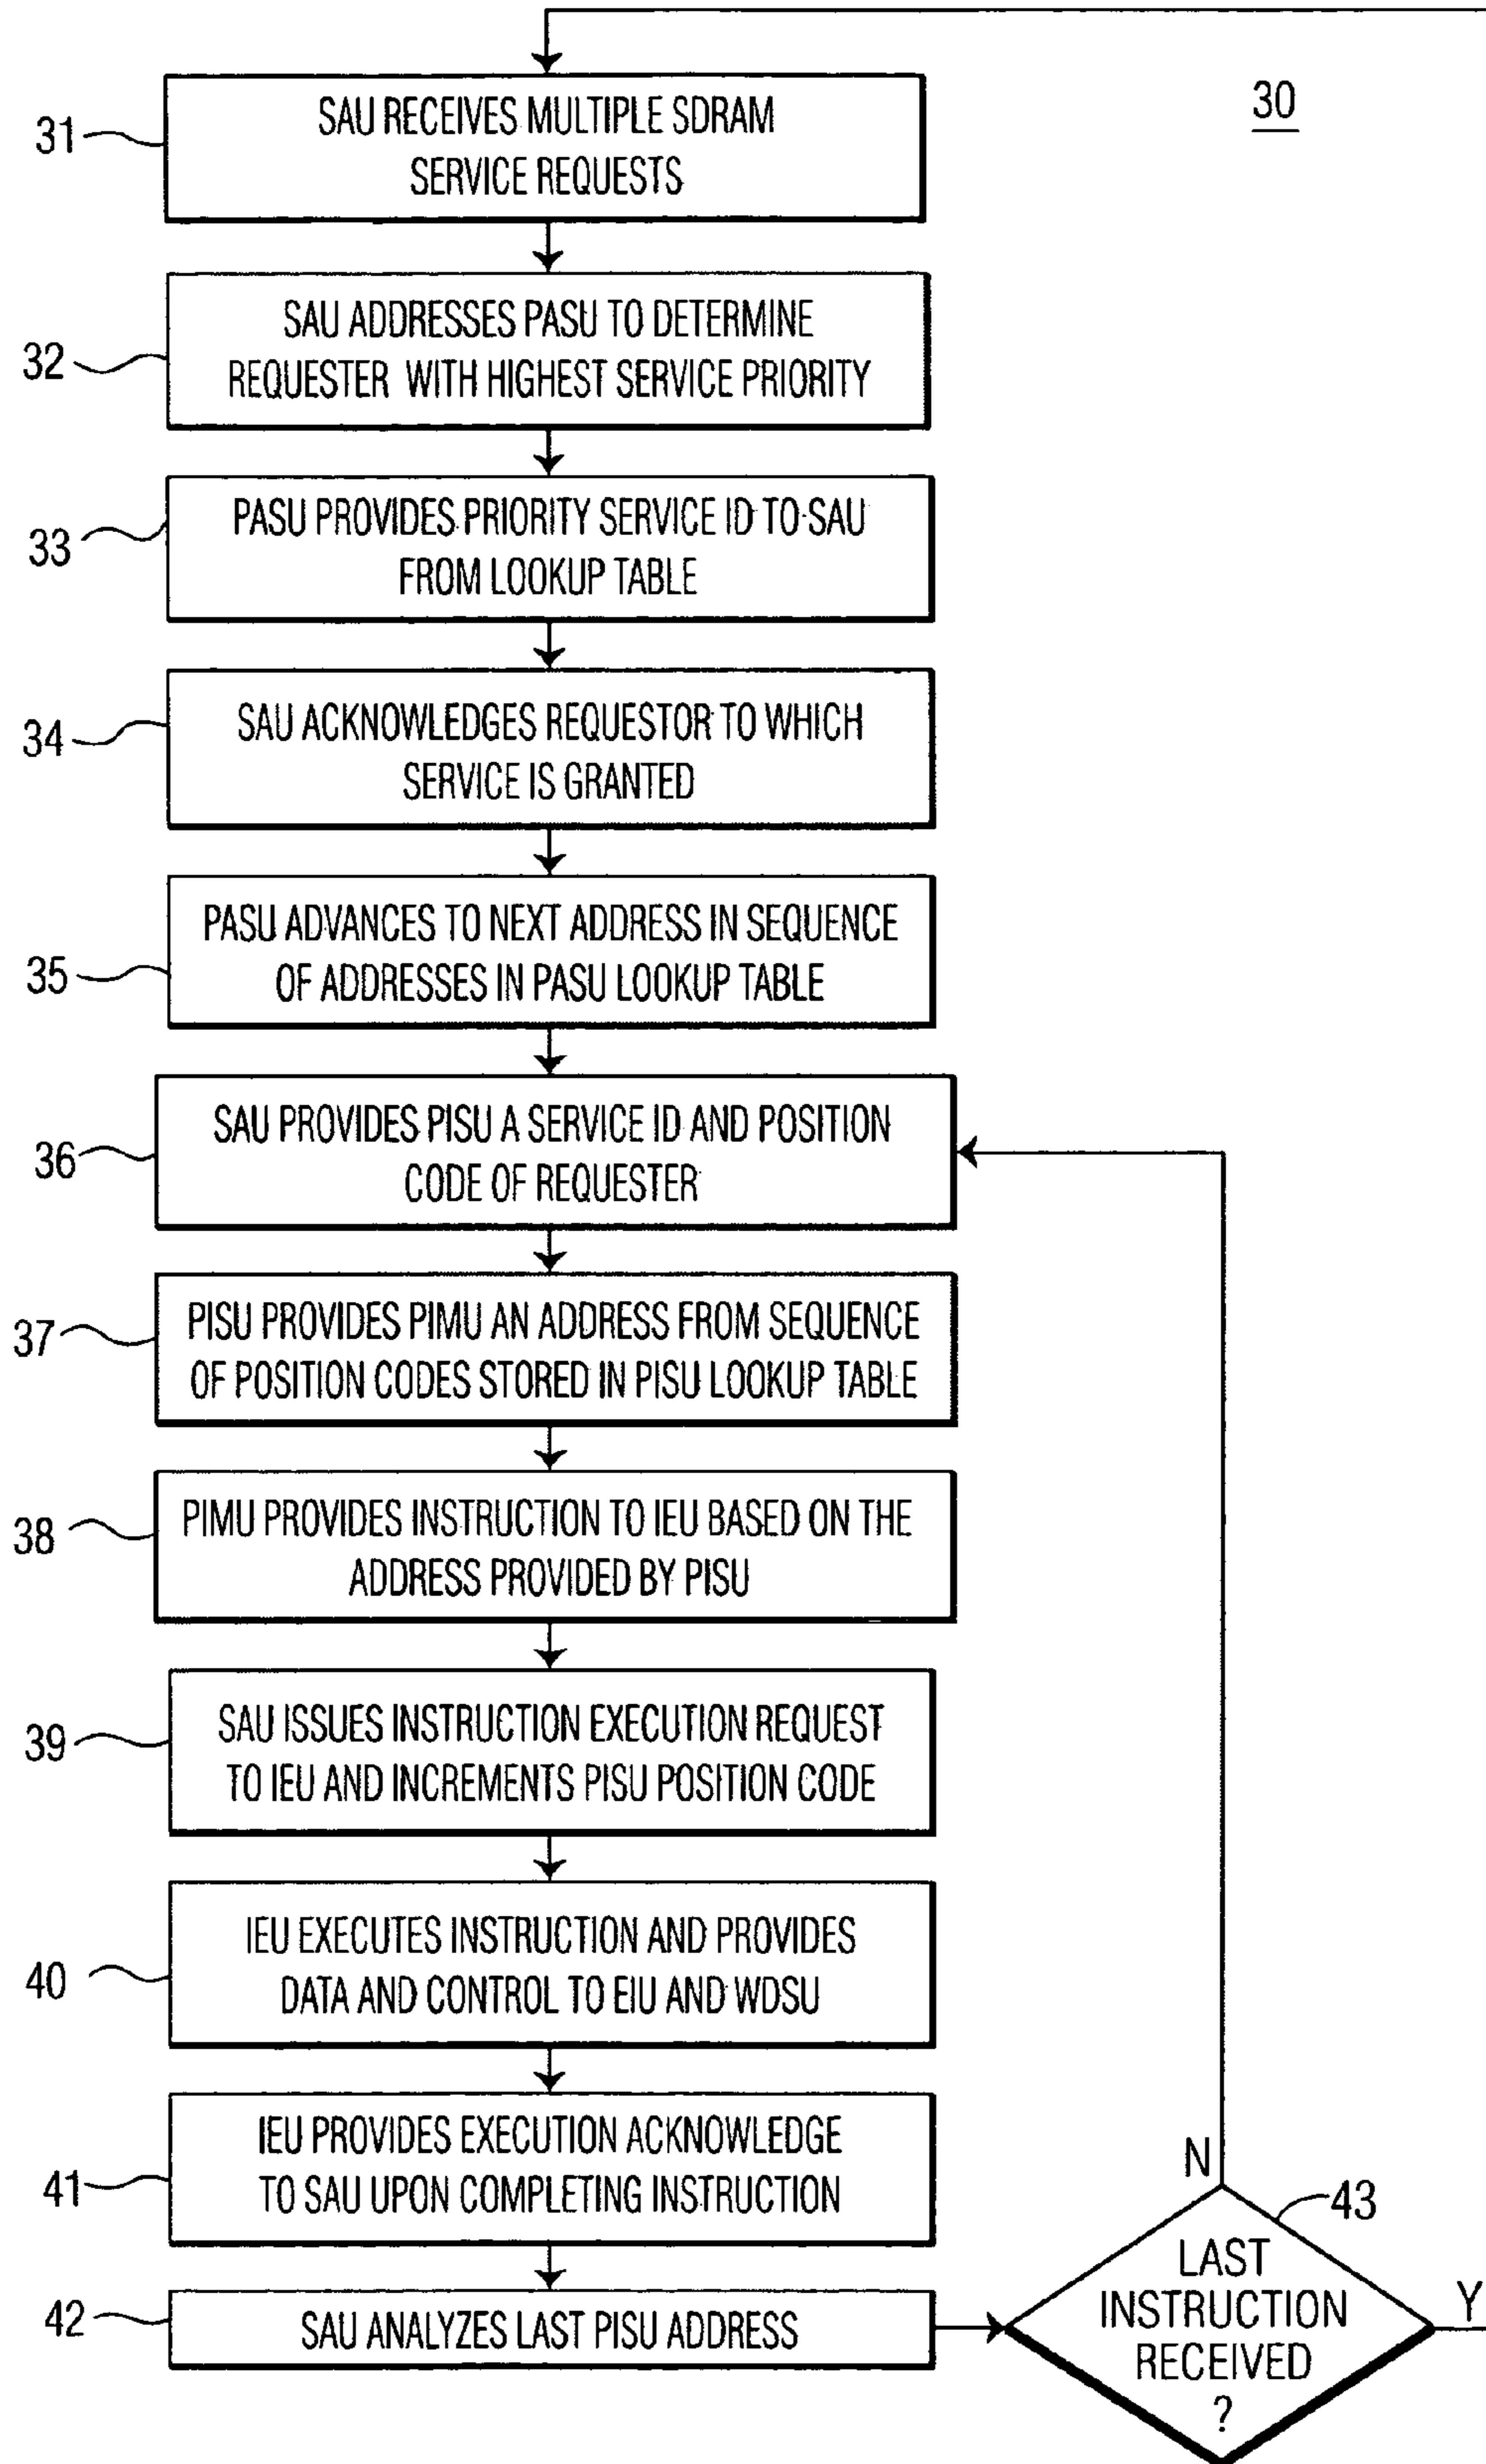 30
31
SAU RECEIVES MULTIPLE SDRAM
SERVICE REQUESTS
32
SAU ADDRESSES PASU TO DETERMINE
REQUESTER WITH HIGHEST SERVICE PRIORITY
33
PASU PROVIDES PRIORITY SERVICE ID TO SAU
FROM LOOKUP TABLE
34
SAU ACKNOWLEDGES REQUESTOR TO WHICH
SERVICE IS GRANTED
35
PASU ADVANCES TO NEXT ADDRESS IN SEQUENCE
OF ADDRESSES IN PASU LOOKUP TABLE
36
SAU PROVIDES PISU A SERVICE ID AND POSITION
CODE OF REQUESTER
37
PISU PROVIDES PIMU AN ADDRESS FROM SEQUENCE
OF POSITION CODES STORED IN PISU LOOKUP TABLE
38
PIMU PROVIDES INSTRUCTION TO IEU BASED ON THE
ADDRESS PROVIDED BY PISU
39
SAU ISSUES INSTRUCTION EXECUTION REQUEST
TO IEU AND INCREMENTS PISU POSITION CODE
40
IEU EXECUTES INSTRUCTION AND PROVIDES
DATA AND CONTROL TO EIU AND WDSU
41
IEU PROVIDES EXECUTION ACKNOWLEDGE
TO SAU UPON COMPLETING INSTRUCTION
42
SAU ANALYZES LAST PISU ADDRESS
43
LAST
INSTRUCTION
RECEIVED
?
N
Y